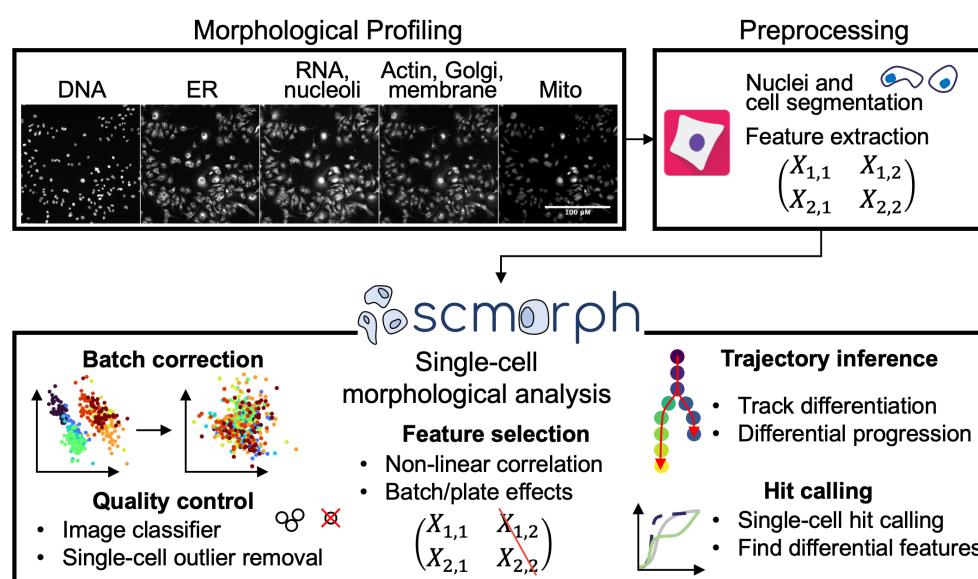 Morphological Profiling
DNA
ER
RNA,
nucleoli
Actin, Golgi,
membrane
Mito
100 µM
Preprocessing
Nuclei and
cell segmentation
Feature extraction
X1,1 X1,2
X2,1 X2,2
scmorph
Single-cell
morphological analysis
Batch correction
Quality control
• Image classifier
• Single-cell outlier removal
Feature selection
• Non-linear correlation
• Batch/plate effects
X1,1 X1,2
X2,1 X2,2
Trajectory inference
• Track differentiation
• Differential progression
Hit calling
• Single-cell hit calling
• Find differential features